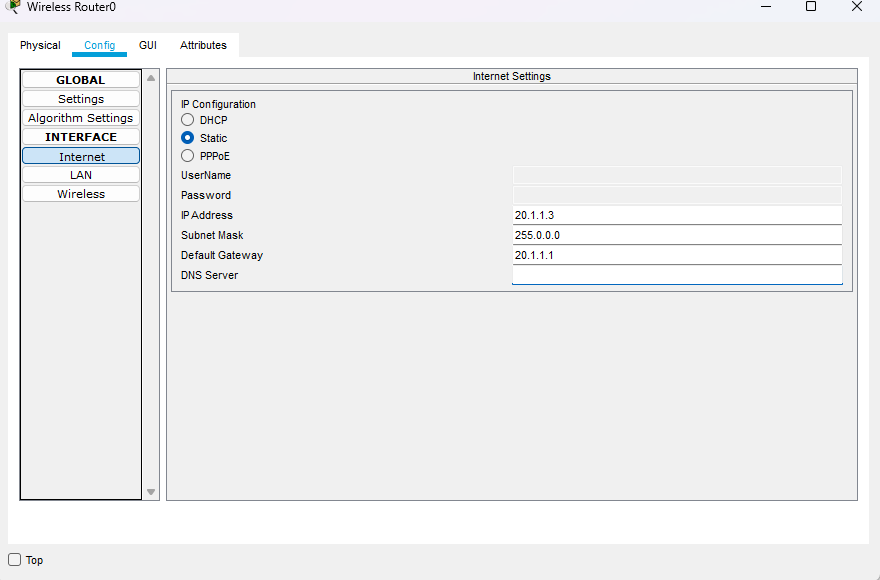 Wireless Router0
Physical Config GUI Attributes
GLOBAL
Settings
Algorithm Settings
INTERFACE
Internet
LAN
Wireless
Internet Settings
IP Configuration
DHCP
Static
PPPoE
UserName
Password
IP Address 20.1.1.3
Subnet Mask 255.0.0.0
Default Gateway 20.1.1.1
DNS Server
Top